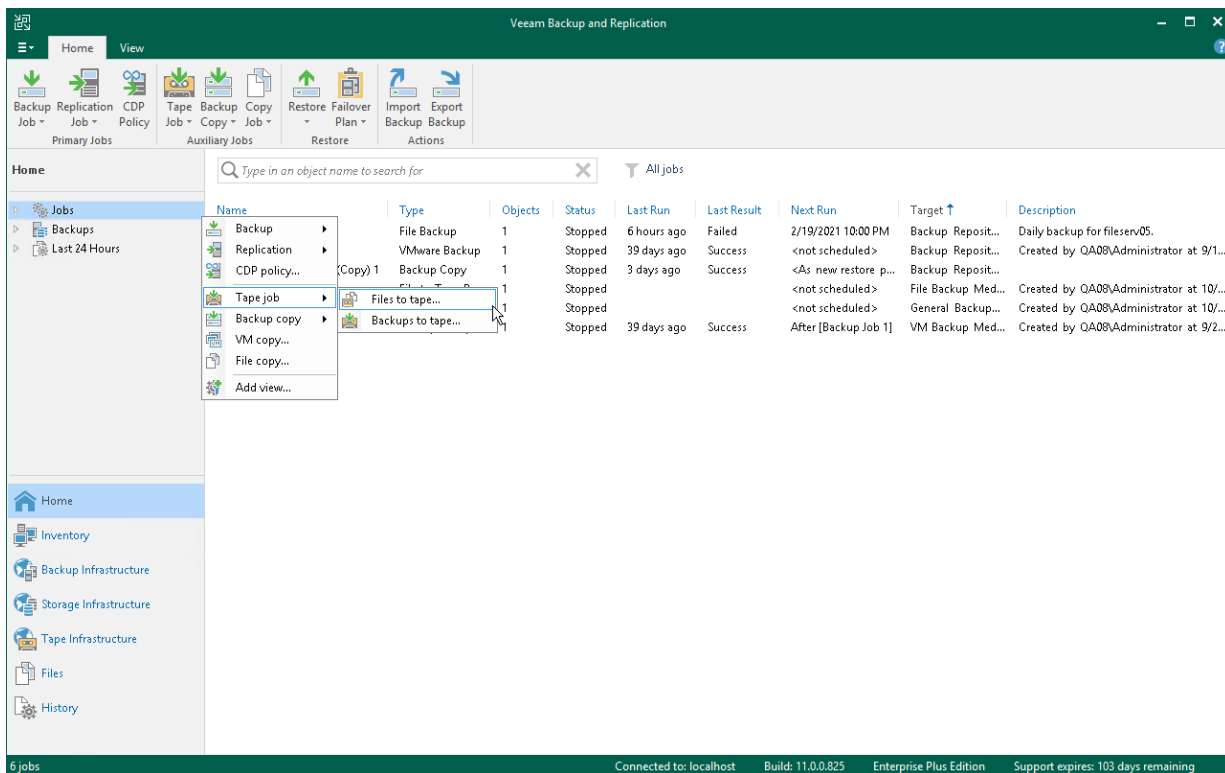 Veeam Backup and Replication
Home View
Backup Job Replication Job CDP Policy Tape Job Backup Copy Copy Job Restore Failover Plan Import Backup Export Backup
Primary Jobs Auxiliary Jobs Restore Actions
Home
Type in an object name to search for
All jobs
Jobs
Backups
Last 24 Hours
Name Type Objects Status Last Run Last Result Next Run Target Description
File Backup 1 Stopped 6 hours ago Failed 2/19/2021 10:00 PM Backup Reposit... Daily backup for fileserv05.
VMware Backup 1 Stopped 39 days ago Success <not scheduled> Backup Reposit... Created by QA08\Administrator at 9/1...
(Copy) 1 Backup Copy 1 Stopped 3 days ago Success <As new restore p... Backup Reposit...
1 Stopped <not scheduled> File Backup Med... Created by QA08\Administrator at 10/...
1 Stopped <not scheduled> General Backup... Created by QA08\Administrator at 10/...
1 Stopped 39 days ago Success After [Backup Job 1] VM Backup Med... Created by QA08\Administrator at 9/2...
Backup
Replication
CDP policy...
Tape job
Backup copy
VM copy...
File copy...
Add view...
Files to tape...
Backups to tape...
Home
Inventory
Backup Infrastructure
Storage Infrastructure
Tape Infrastructure
Files
History
6 jobs Connected to: localhost Build: 11.0.0.825 Enterprise Plus Edition Support expires: 103 days remaining